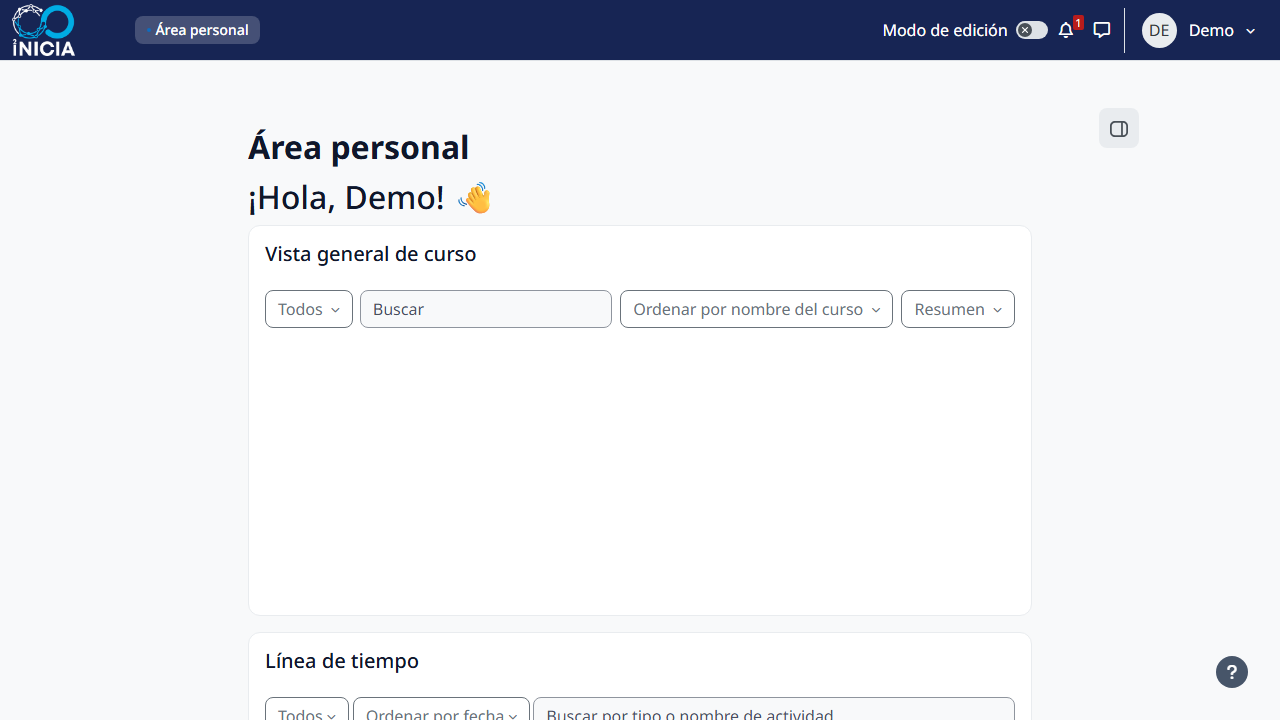 INICIA
Área personal
Modo de edición
1
DE
Demo
Área personal
¡Hola, Demo! 👋
Vista general de curso
Todos
Buscar
Ordenar por nombre del curso
Resumen
Línea de tiempo
Todos
Ordenar por fecha
Buscar por tipo o nombre de actividad
?